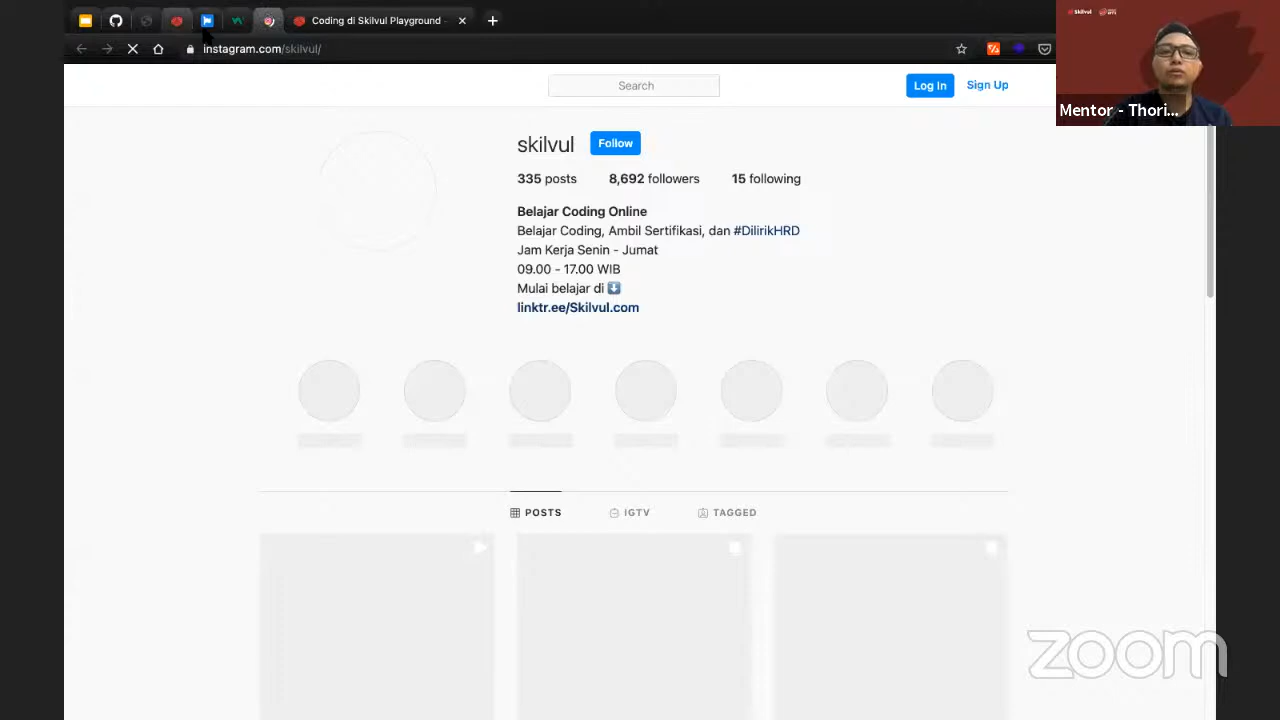 Coding di Skilvul Playground
instagram.com/skilvul/
Skilvul
Mentor - Thori...
Search
Log In
Sign Up
skilvul
Follow
335 posts
8,692 followers
15 following
Belajar Coding Online
Belajar Coding, Ambil Sertifikasi, dan #DilirikHRD
Jam Kerja Senin - Jumat
09.00 - 17.00 WIB
Mulai belajar di ⬇️
linktr.ee/Skilvul.com
POSTS
IGTV
TAGGED
zoom